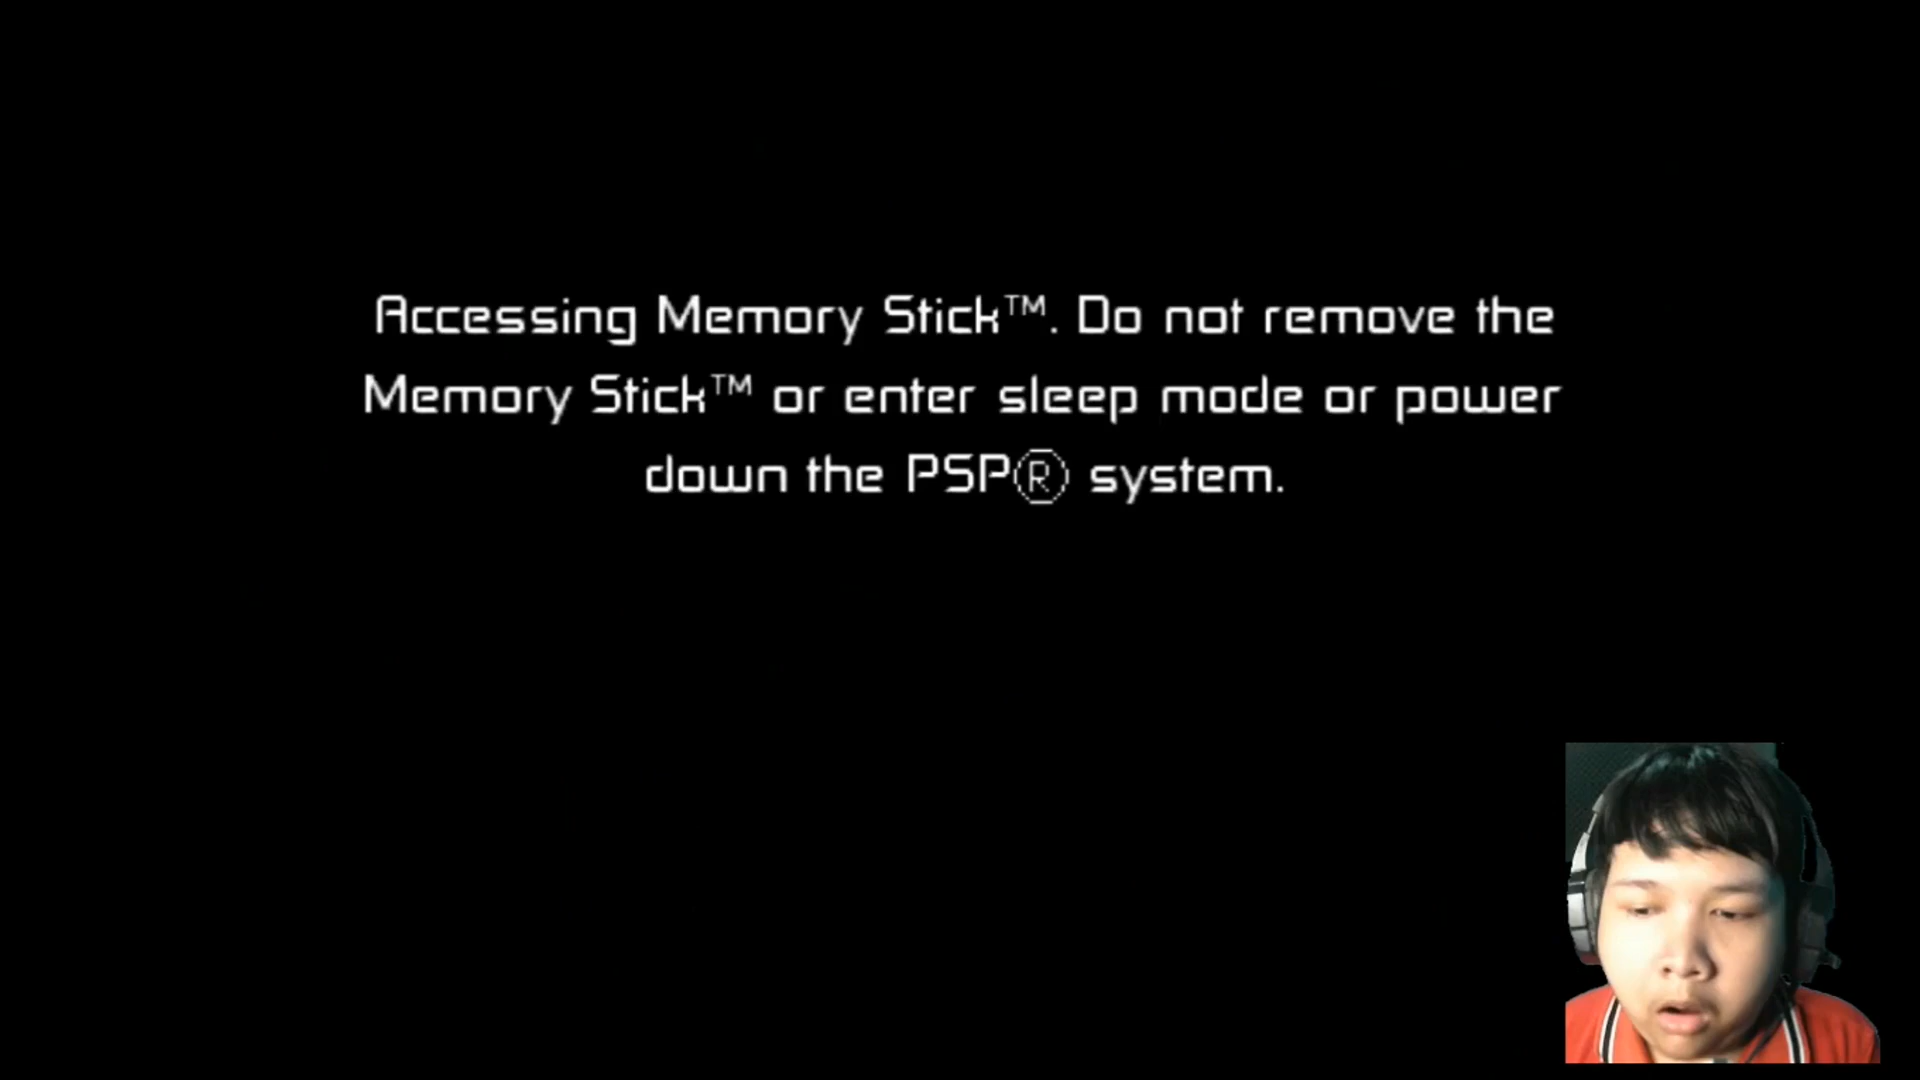 Accessing Memory Stick™. Do not remove the
Memory Stick™ or enter sleep mode or power
down the PSP® system.